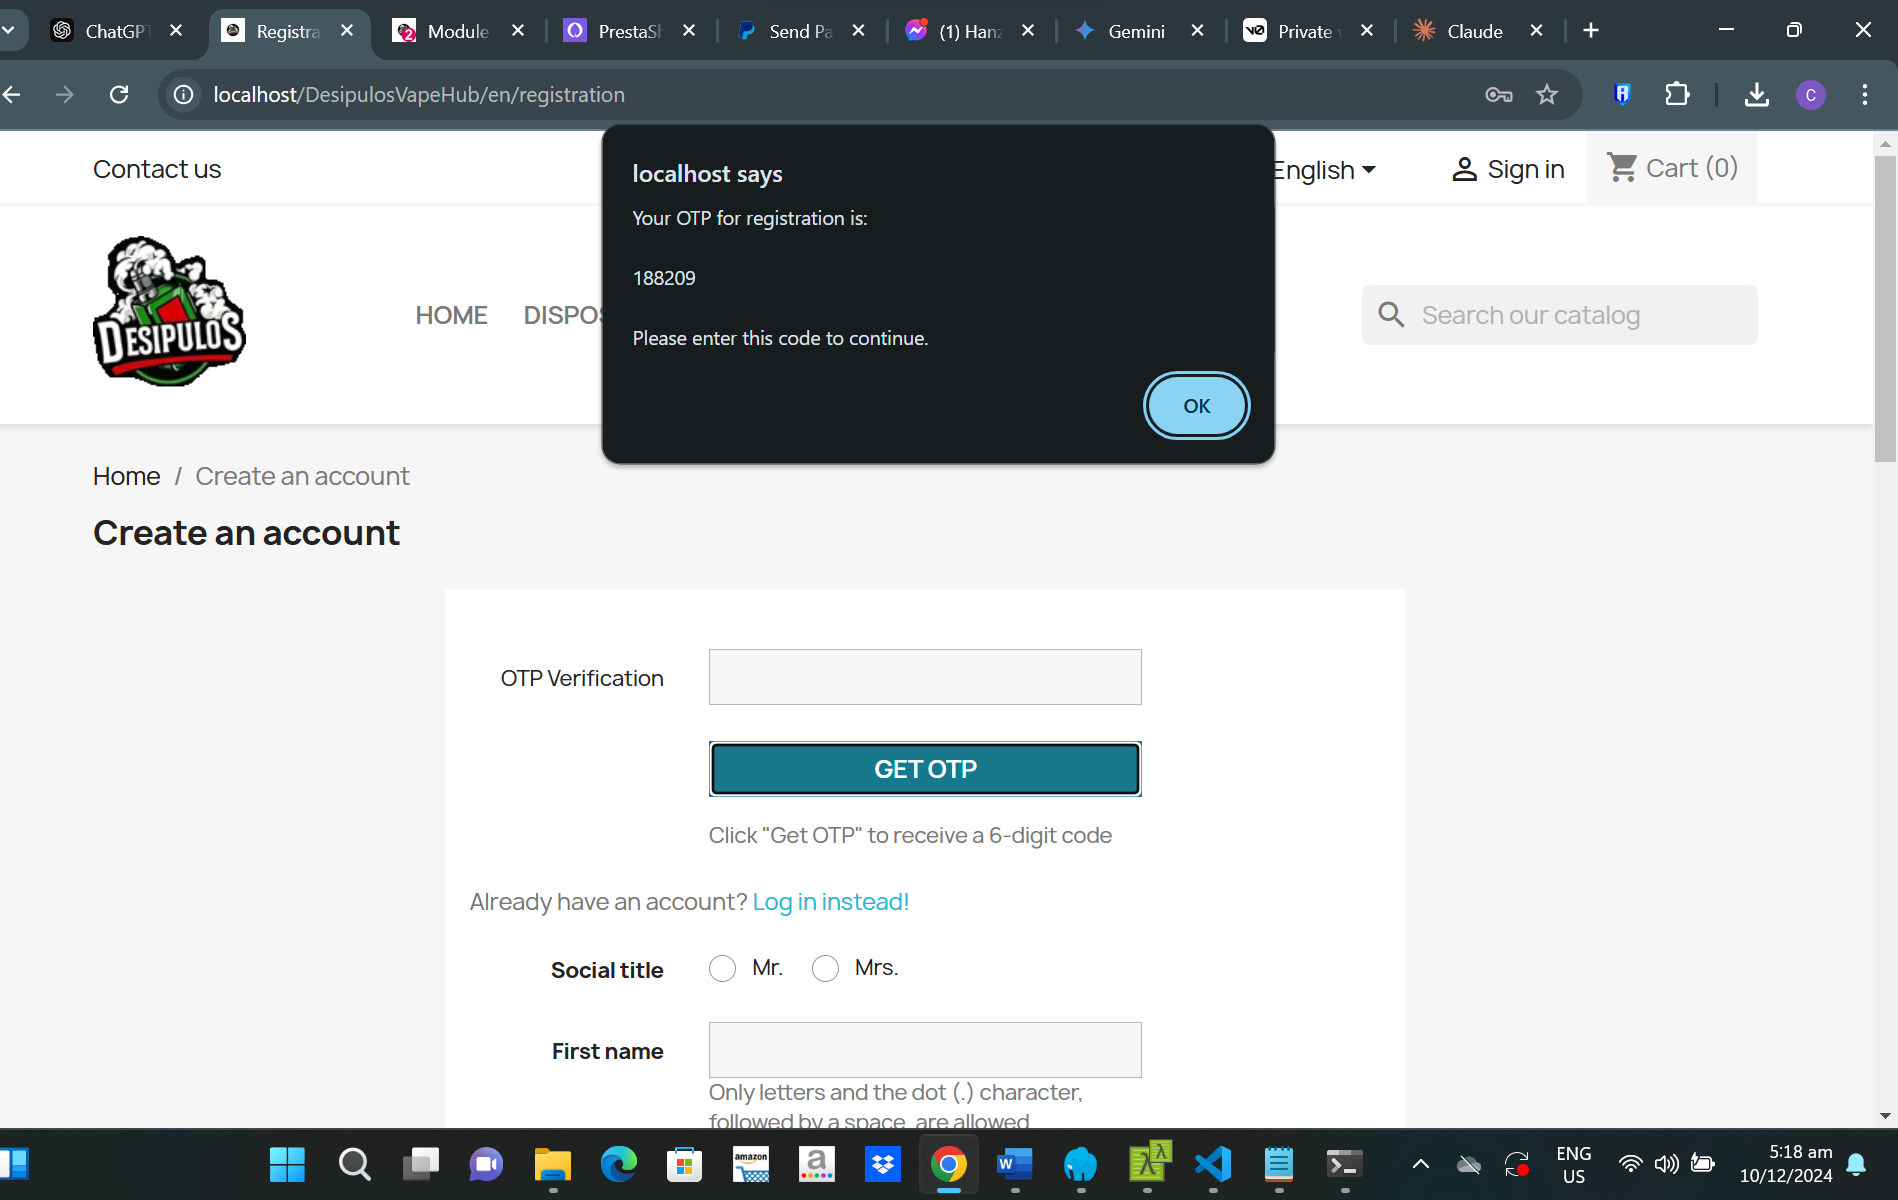 ChatGP
Registra
Module
PrestaSh
Send Pa
(1) Hanz
Gemini
Private
Claude
localhost/DesipulosVapeHub/en/registration
C
Contact us
English
Sign in
Cart (0)
localhost says
Your OTP for registration is:
188209
Please enter this code to continue.
OK
DESIPULOS
HOME
DISPOS
Search our catalog
Home / Create an account
Create an account
OTP Verification
GET OTP
Click "Get OTP" to receive a 6-digit code
Already have an account? Log in instead!
Social title
Mr.
Mrs.
First name
Only letters and the dot (.) character,
followed by a space, are allowed
amazon
a
W
ENG
US
5:18 am
10/12/2024